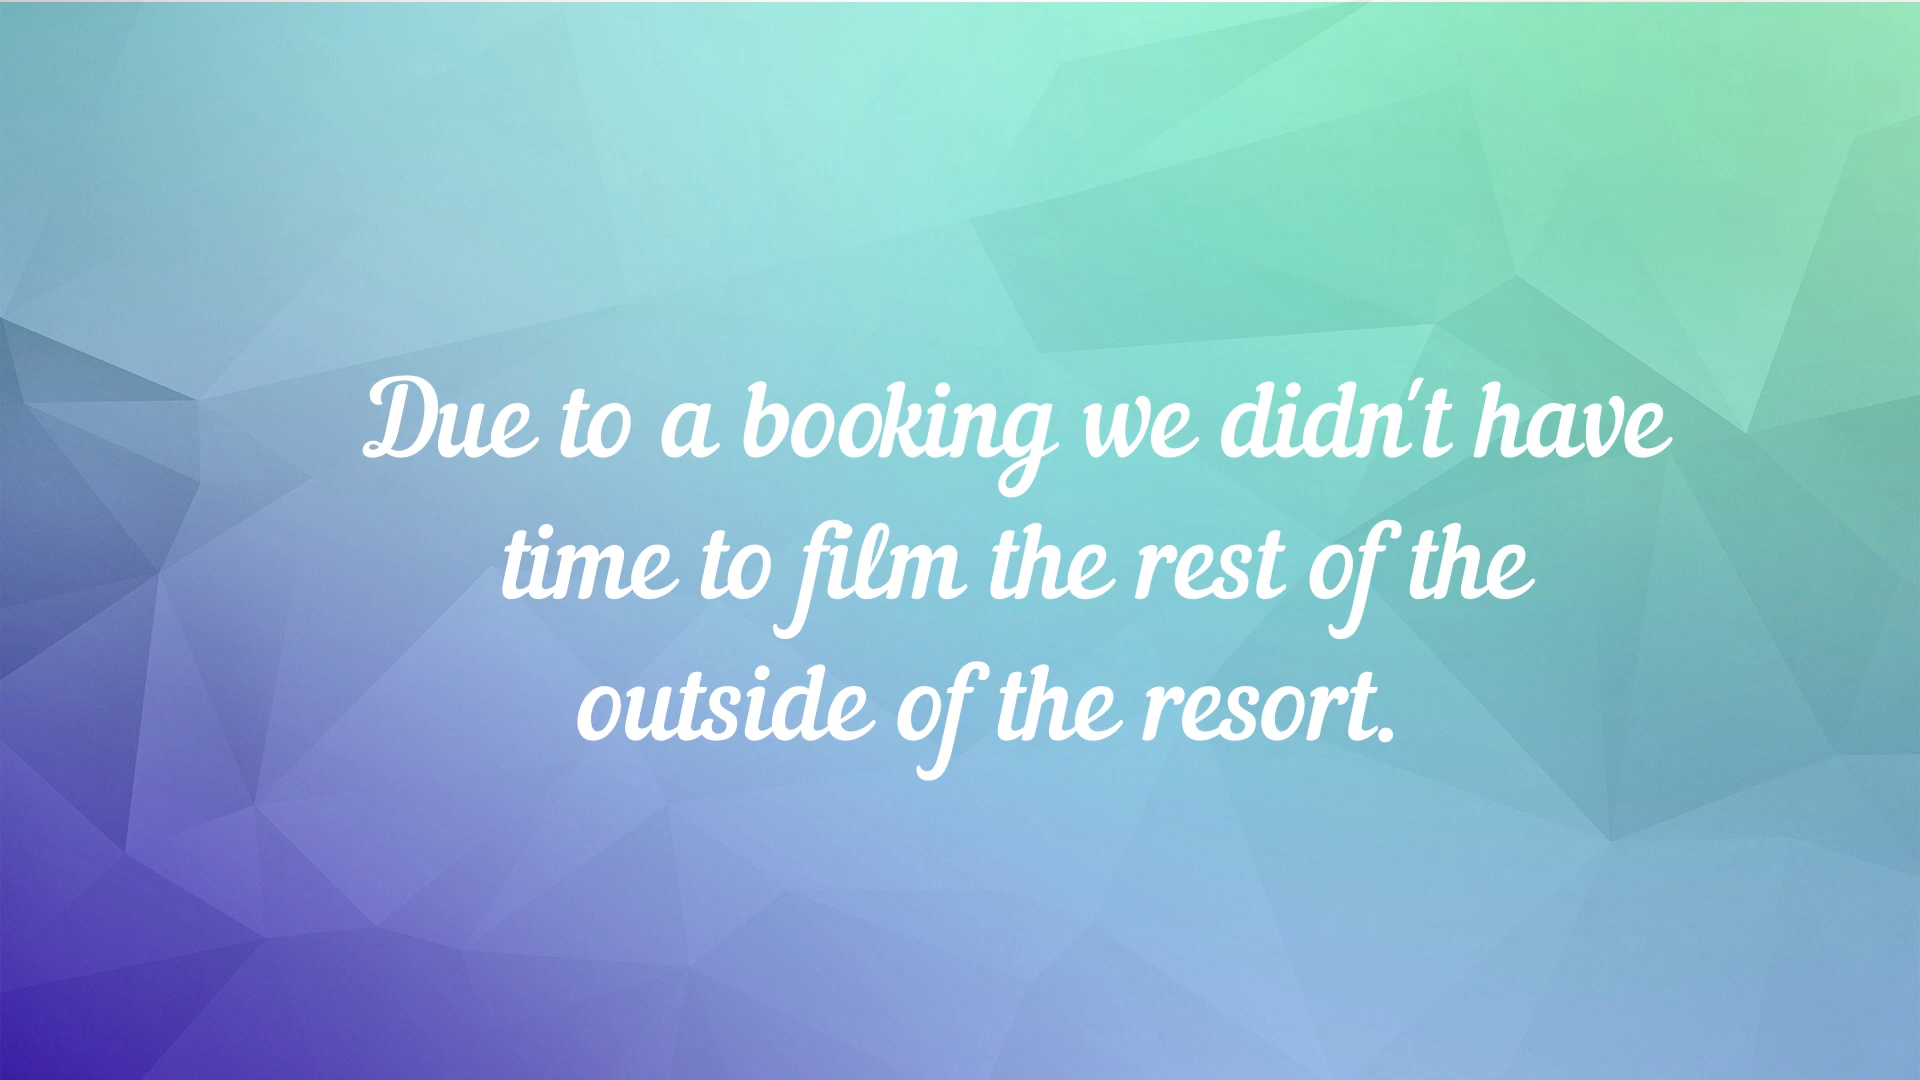 Due to a booking we didn't have
time to film the rest of the
outside of the resort.